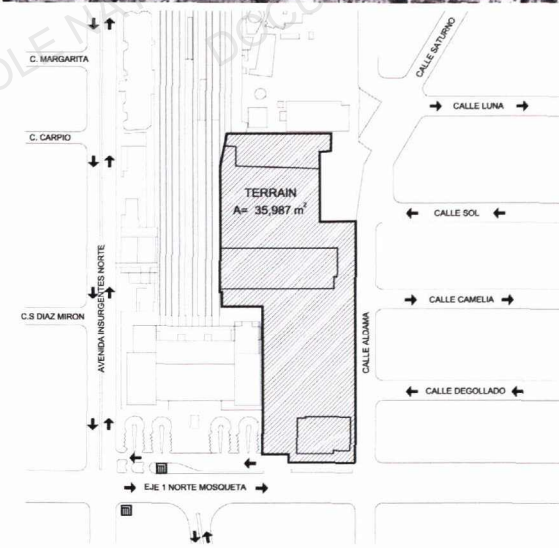 C. MARGARITA
CALLE SATURNO
CALLE LUNA
C. CARPIO
TERRAIN
A= 35,987 m²
CALLE SOL
AVENIDA INSURGENTES NORTE
CALLE CAMELIA
C.S DIAZ MIRON
CALLE ALDAMA
CALLE DEGOLLADO
EJE 1 NORTE MOSQUETA